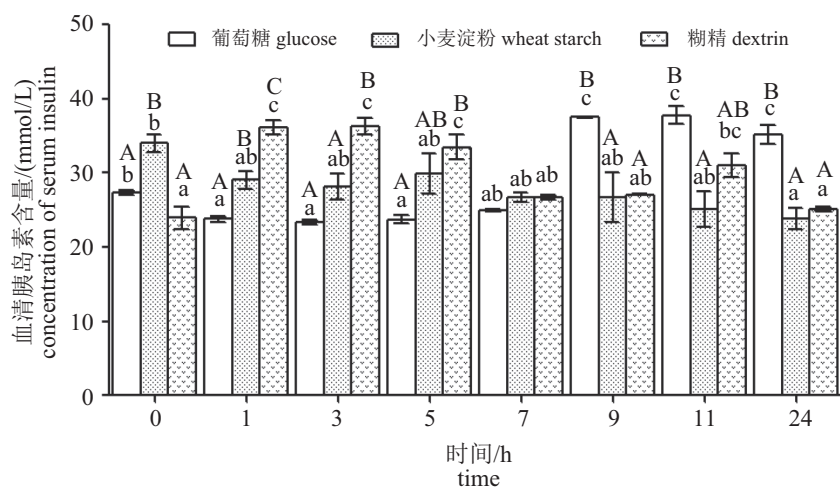 葡萄糖 glucose 小麦淀粉 wheat starch 糊精 dextrin
血清胰岛素含量/(mmol/L)
concentration of serum insulin
50
40
30
20
10
0
A b B b A a
A a B ab C c
A a A ab B c
A a AB ab B c
ab ab ab
B c A ab A ab
B c A ab AB bc
B c A a A a
0 1 3 5 7 9 11 24
时间/h
time